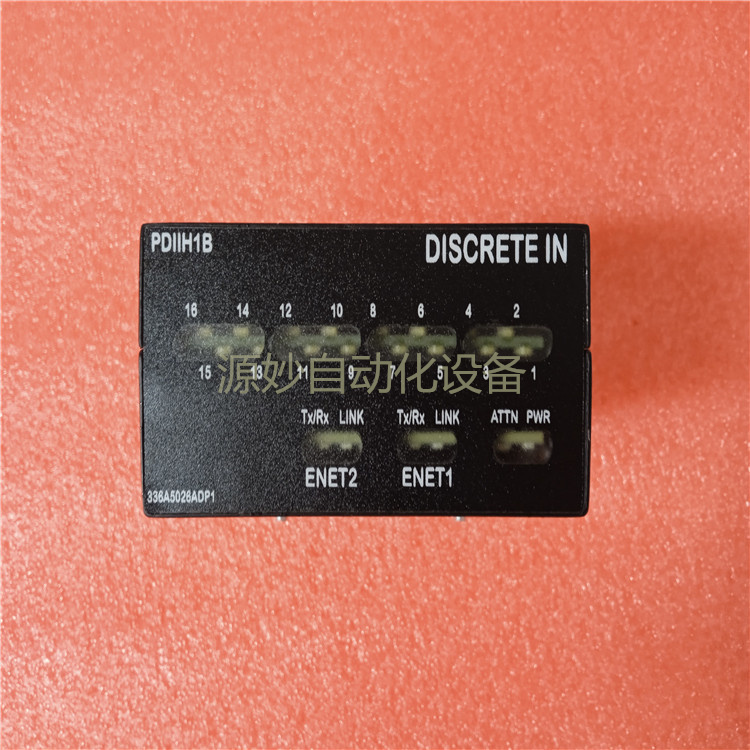 PDIIH1B DISCRETE IN
16 14 12 10 8 6 4 2
15 13 11 9 7 5 3 1
源妙自动化设备
Tx/Rx LINK Tx/Rx LINK ATTN PWR
ENET2 ENET1
336A5026ADP1